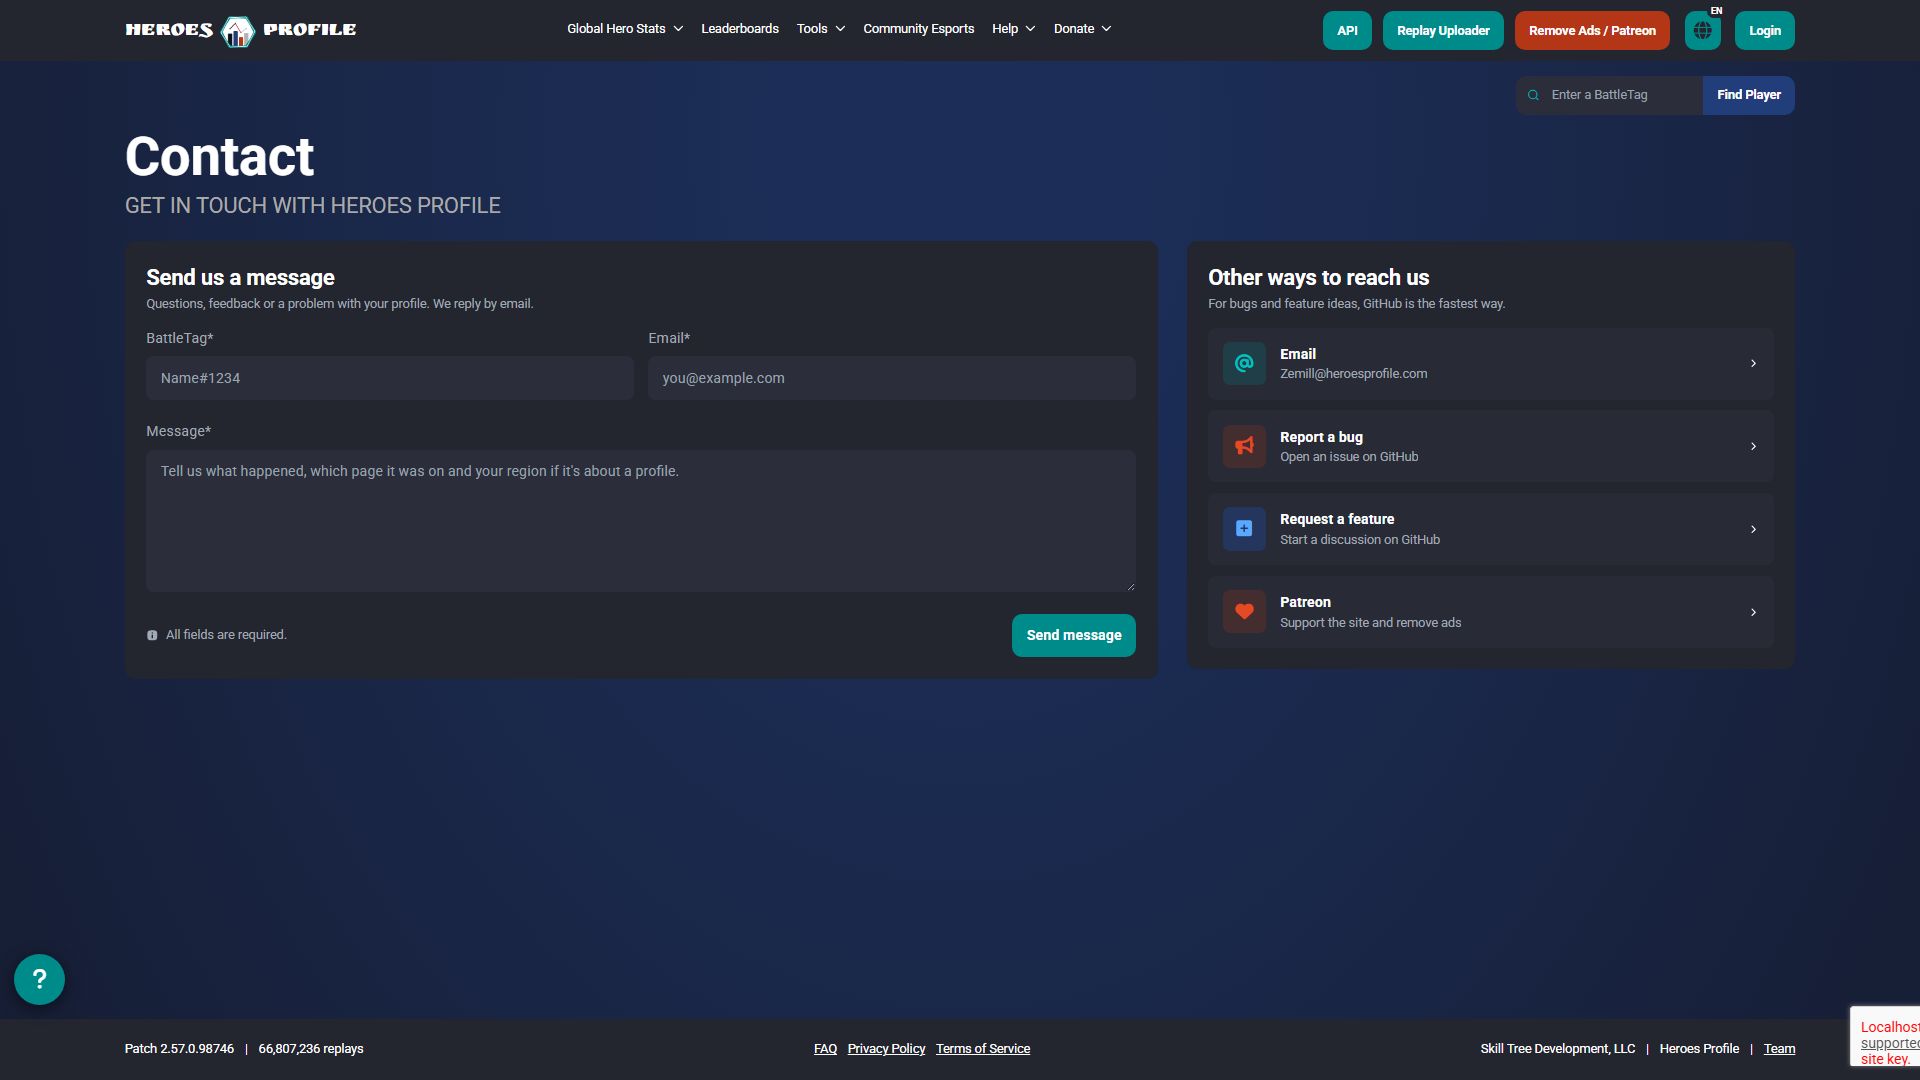 HEROES PROFILE
Global Hero Stats
Leaderboards
Tools
Community Esports
Help
Donate
API
Replay Uploader
Remove Ads / Patreon
EN
Login
Enter a BattleTag
Find Player
Contact
GET IN TOUCH WITH HEROES PROFILE
Send us a message
Questions, feedback or a problem with your profile. We reply by email.
BattleTag*
Email*
Name#1234
you@example.com
Message*
Tell us what happened, which page it was on and your region if it's about a profile.
All fields are required.
Send message
Other ways to reach us
For bugs and feature ideas, GitHub is the fastest way.
Email
Zemill@heroesprofile.com
Report a bug
Open an issue on GitHub
Request a feature
Start a discussion on GitHub
Patreon
Support the site and remove ads
?
Patch 2.57.0.98746 | 66,807,236 replays
FAQ Privacy Policy Terms of Service
Skill Tree Development, LLC | Heroes Profile | Team
Localhost
supported
site key.